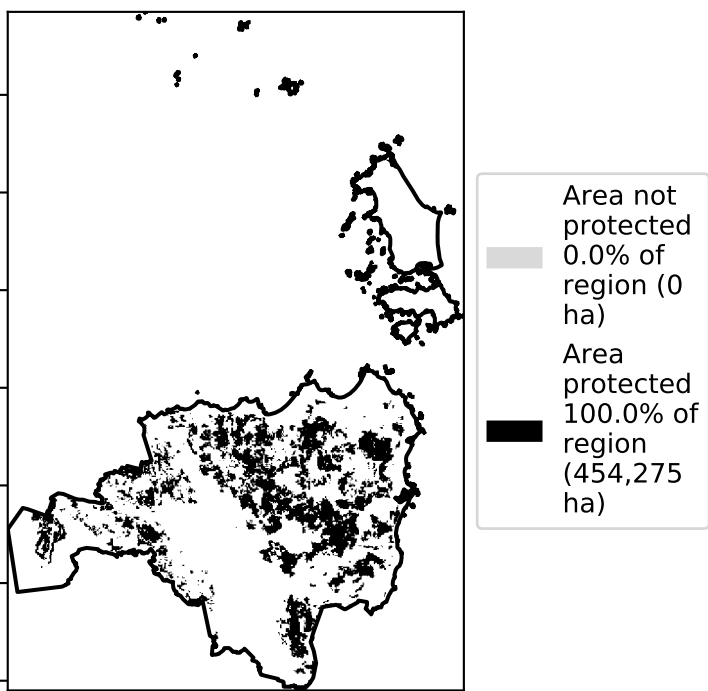 Area not
protected
0.0% of
region (0
ha)
Area
protected
100.0% of
region
(454,275
ha)